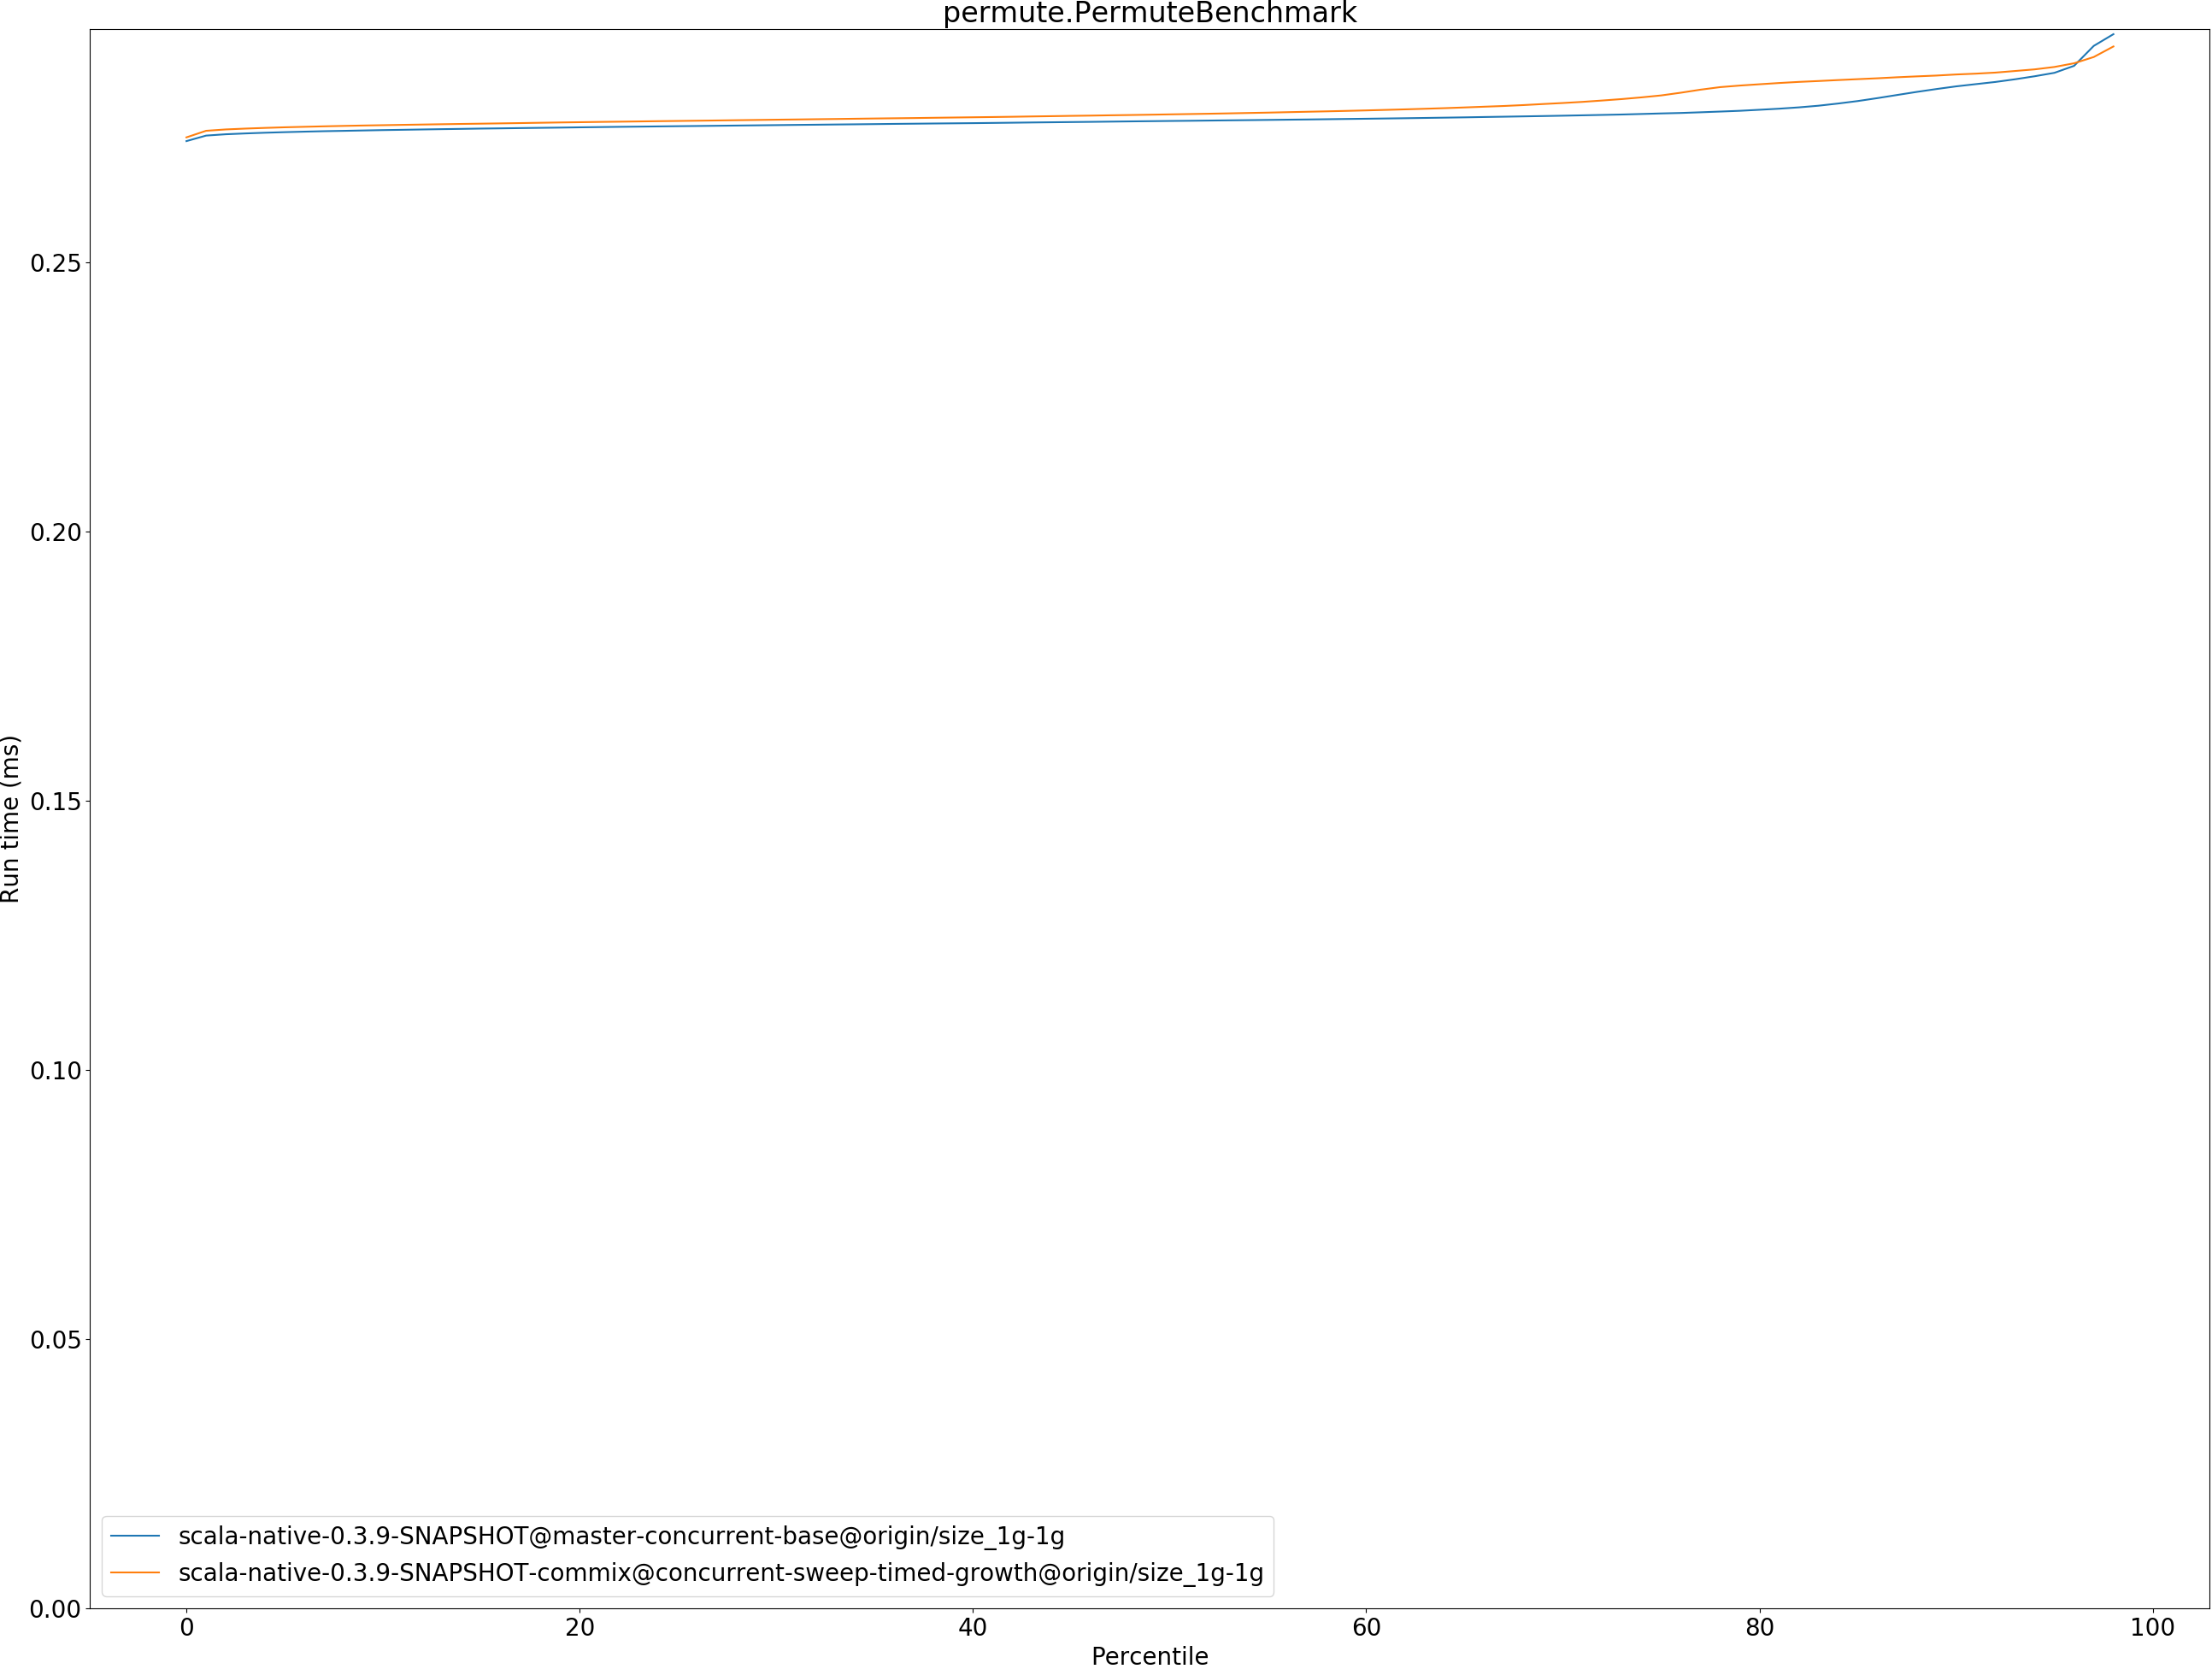 permute.PermuteBenchmark
Run time (ms)
0.25
0.20
0.15
0.10
0.05
0.00
scala-native-0.3.9-SNAPSHOT@master-concurrent-base@origin/size_1g-1g
scala-native-0.3.9-SNAPSHOT-commix@concurrent-sweep-timed-growth@origin/size_1g-1g
0 20 40 60 80 100
Percentile